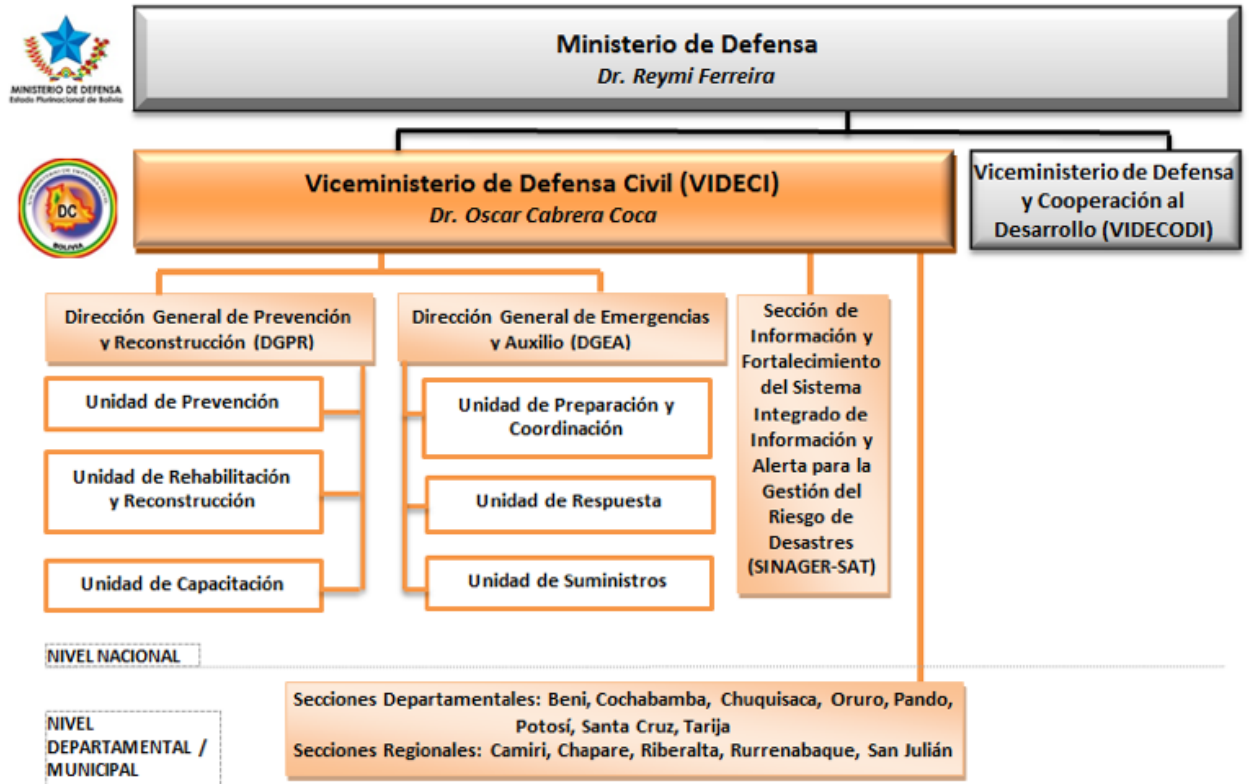 Ministerio de Defensa
Dr. Reymi Ferreira
MINISTERIO DE DEFENSA
Estado Plurinacional de Bolivia
Viceministerio de Defensa Civil (VIDECI)
Dr. Oscar Cabrera Coca
Viceministerio de Defensa
y Cooperación al
Desarrollo (VIDECODI)
DC
BOLIVIA
Dirección General de Prevención
y Reconstrucción (DGPR)
Unidad de Prevención
Unidad de Rehabilitación
y Reconstrucción
Unidad de Capacitación
Dirección General de Emergencias
y Auxilio (DGEA)
Unidad de Preparación y
Coordinación
Unidad de Respuesta
Unidad de Suministros
Sección de
Información y
Fortalecimiento
del Sistema
Integrado de
Información y
Alerta para la
Gestión del
Riesgo de
Desastres
(SINAGER-SAT)
NIVEL NACIONAL
NIVEL
DEPARTAMENTAL /
MUNICIPAL
Secciones Departamentales: Beni, Cochabamba, Chuquisaca, Oruro, Pando,
Potosí, Santa Cruz, Tarija
Secciones Regionales: Camiri, Chapare, Riberalta, Rurrenabaque, San Julián